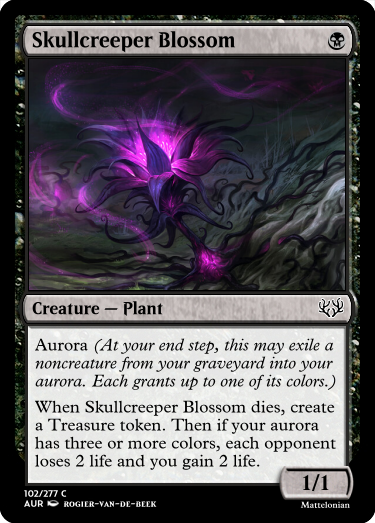 Skullcreeper Blossom
Creature — Plant
Aurora (At your end step, this may exile a
noncreature from your graveyard into your
aurora. Each grants up to one of its colors.)
When Skullcreeper Blossom dies, create
a Treasure token. Then if your aurora
has three or more colors, each opponent
loses 2 life and you gain 2 life.
1/1
102/277 C
AUR ROGIER-VAN-DE-BEEK
Mattelonian